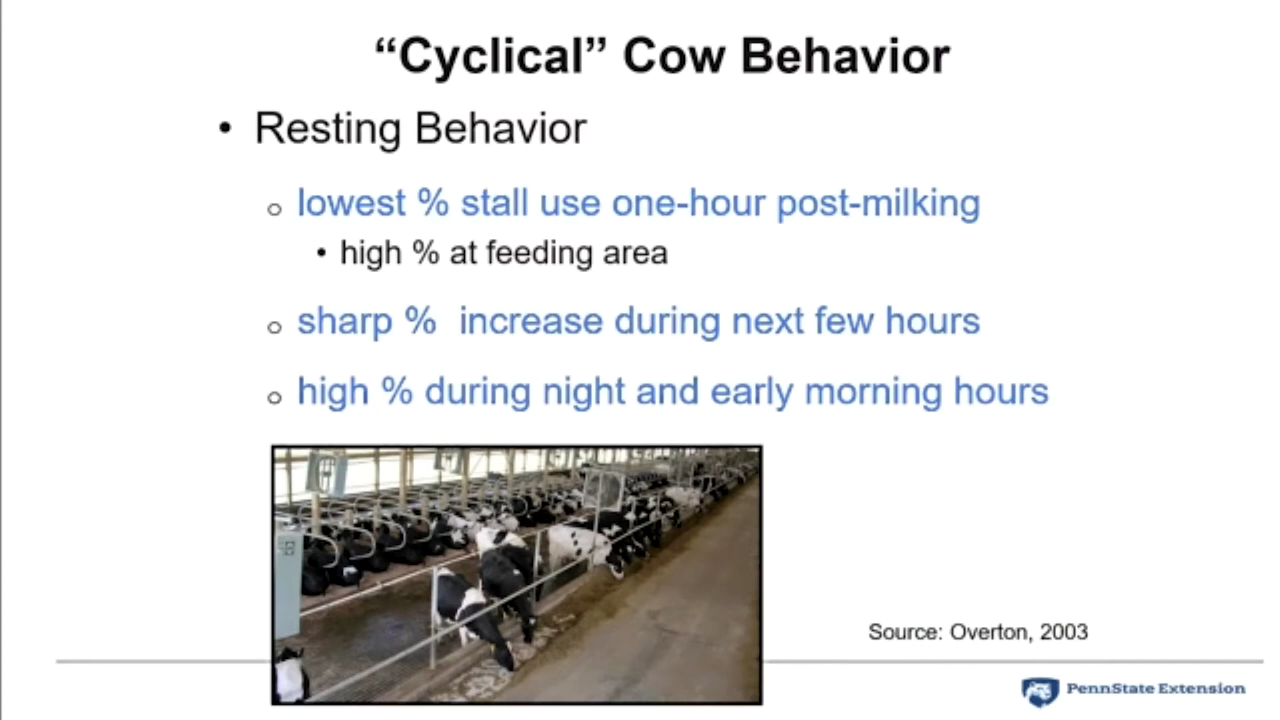 “Cyclical” Cow Behavior
• Resting Behavior
o lowest % stall use one-hour post-milking
• high % at feeding area
o sharp %  increase during next few hours
o high % during night and early morning hours
Source: Overton, 2003
PennState Extension